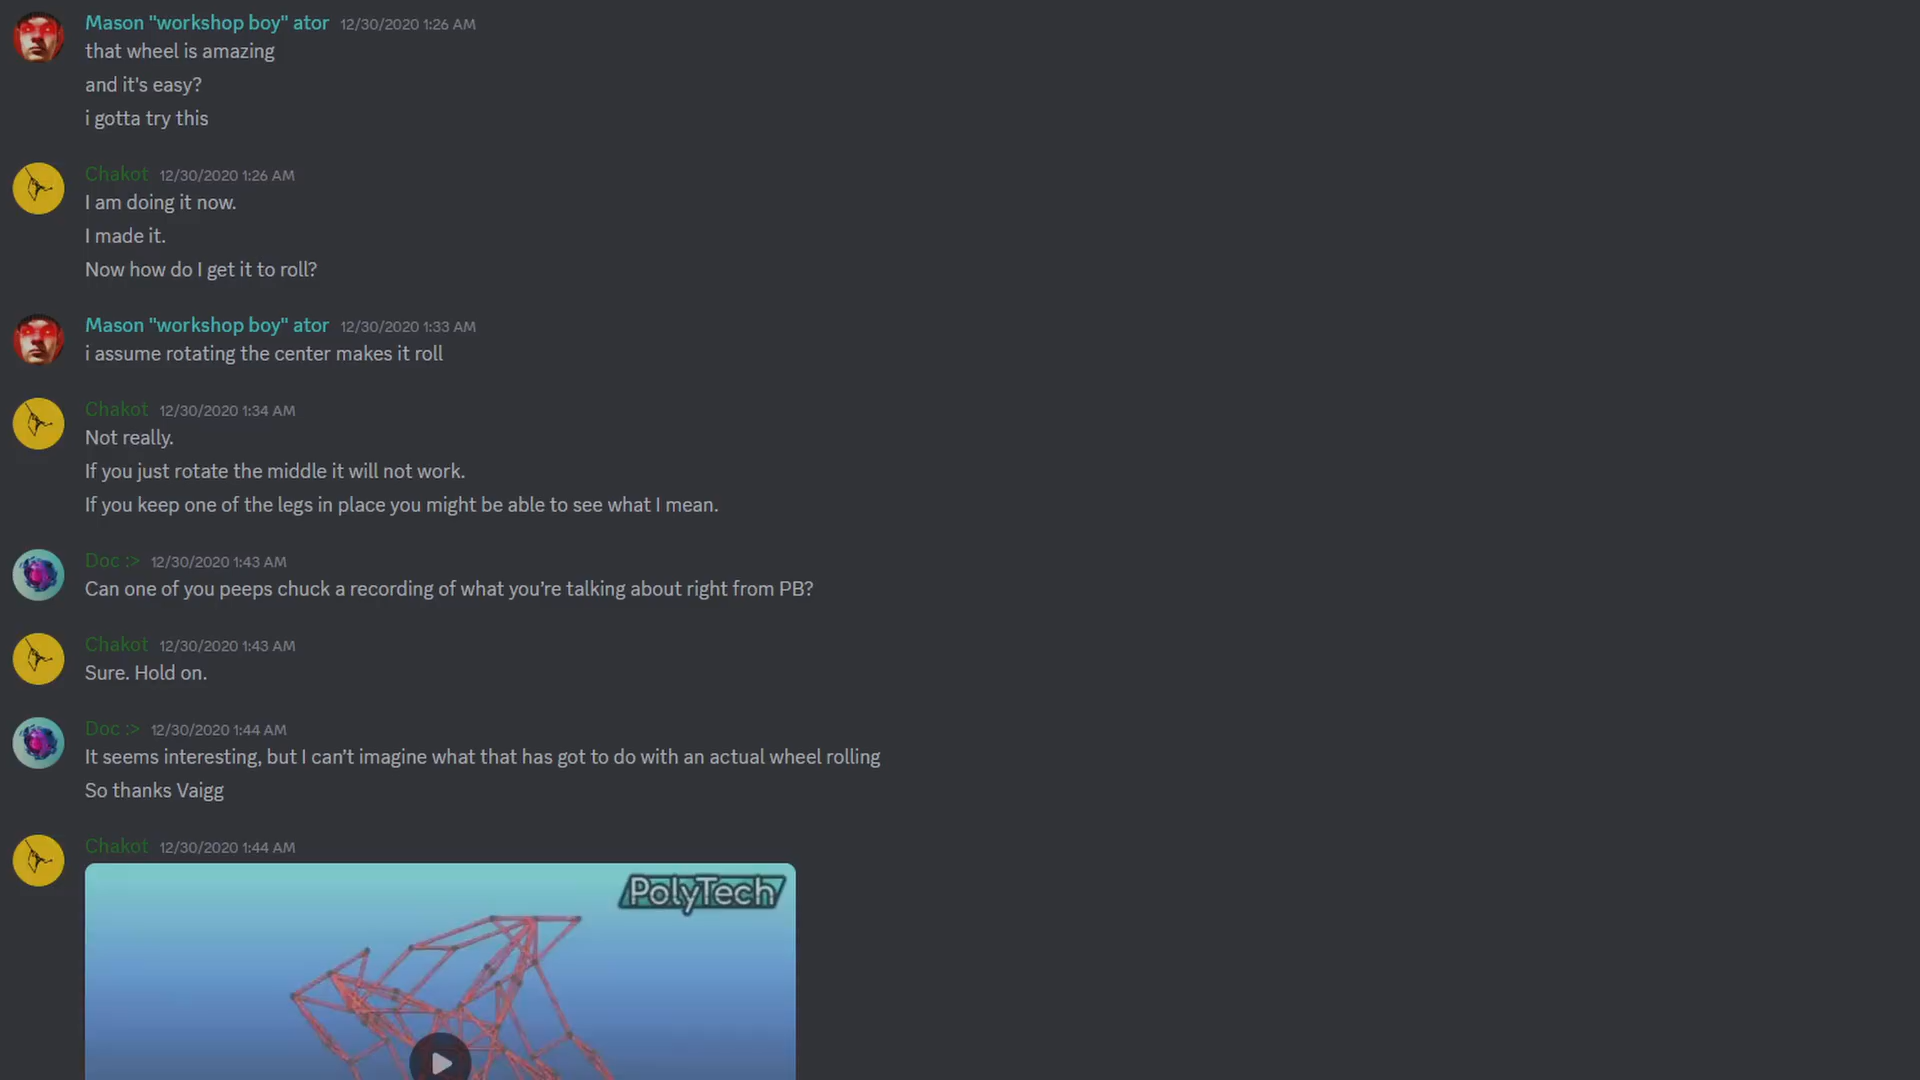 Mason "workshop boy" ator 12/30/2020 1:26 AM
that wheel is amazing
and it's easy?
i gotta try this
Chakot 12/30/2020 1:26 AM
I am doing it now.
I made it.
Now how do I get it to roll?
Mason "workshop boy" ator 12/30/2020 1:33 AM
i assume rotating the center makes it roll
Chakot 12/30/2020 1:34 AM
Not really.
If you just rotate the middle it will not work.
If you keep one of the legs in place you might be able to see what I mean.
Doc :> 12/30/2020 1:43 AM
Can one of you peeps chuck a recording of what you’re talking about right from PB?
Chakot 12/30/2020 1:43 AM
Sure. Hold on.
Doc :> 12/30/2020 1:44 AM
It seems interesting, but I can’t imagine what that has got to do with an actual wheel rolling
So thanks Vaigg
Chakot 12/30/2020 1:44 AM
PolyTech